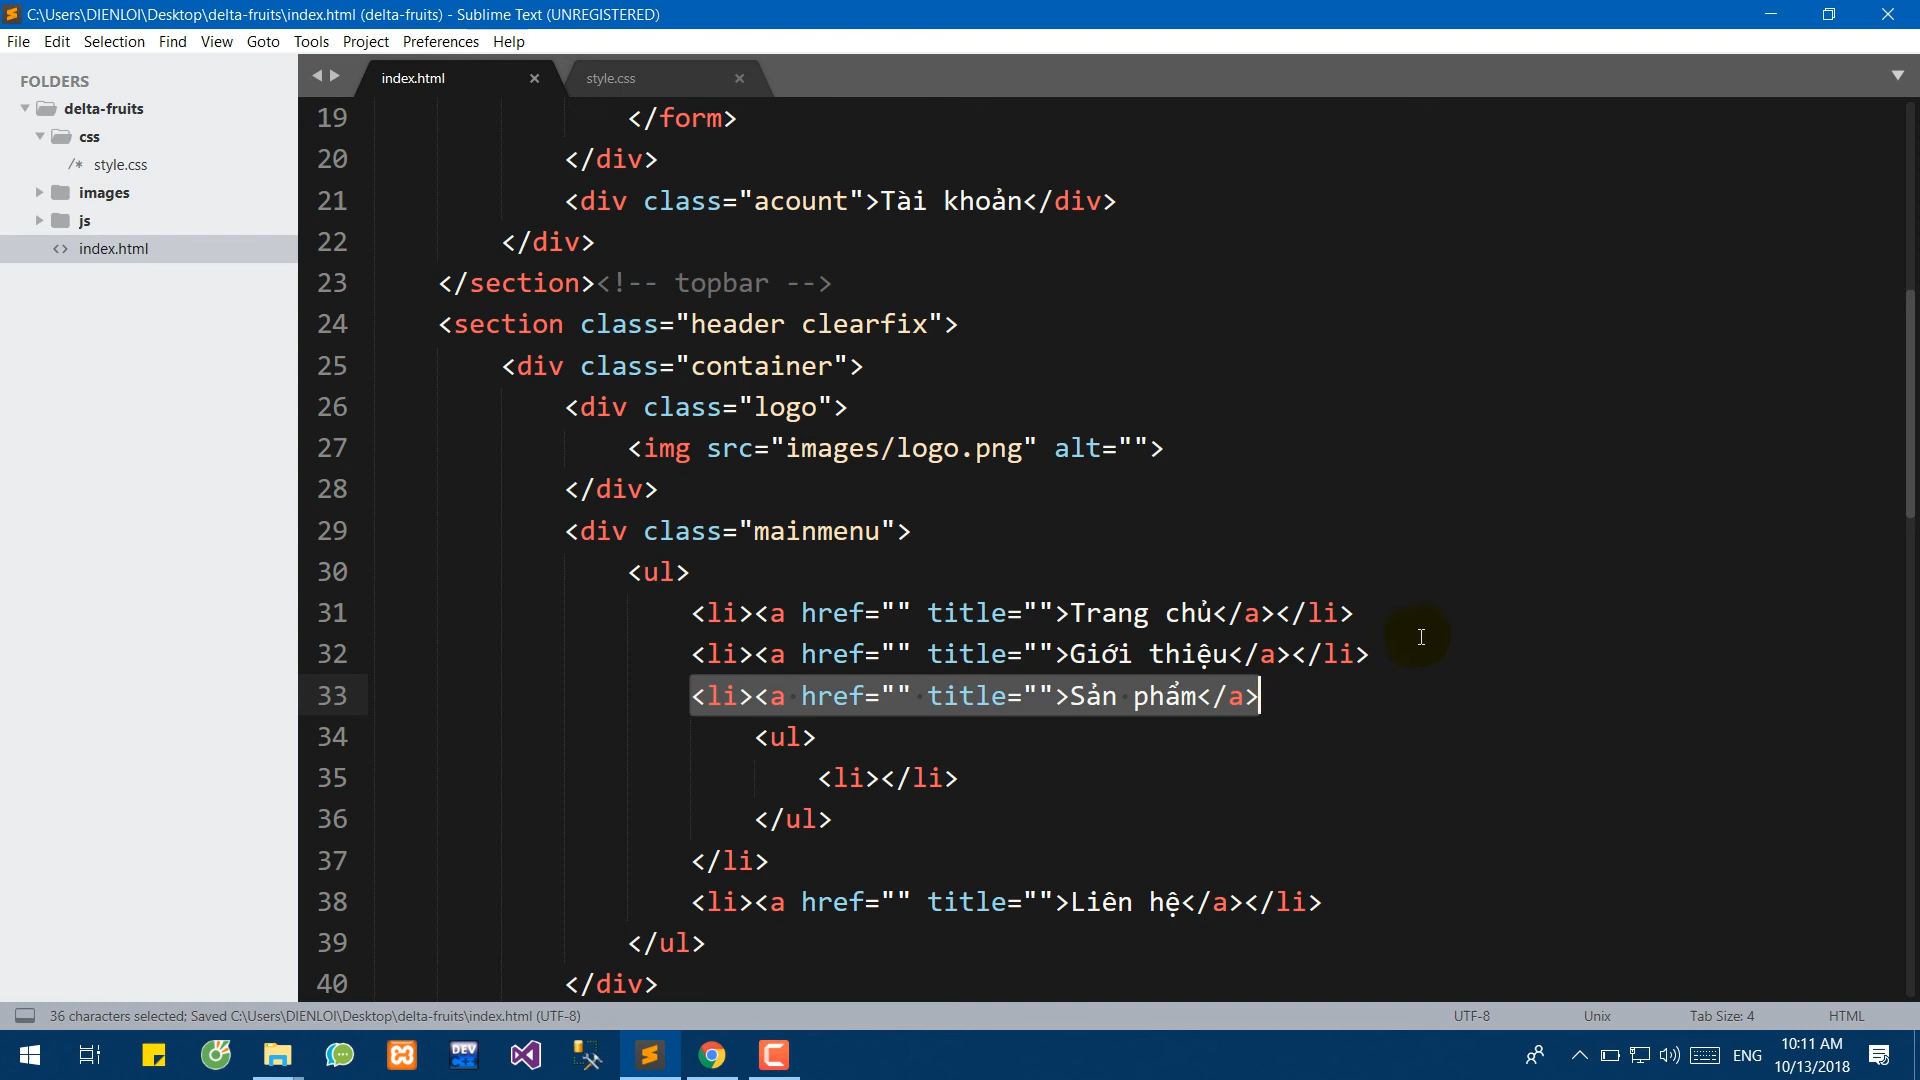 C:\Users\DIENLOI\Desktop\delta-fruits\index.html (delta-fruits) - Sublime Text (UNREGISTERED)
File Edit Selection Find View Goto Tools Project Preferences Help
FOLDERS
delta-fruits
css
/* style.css
images
js
<> index.html
index.html ×
style.css ×
19 </form>
20 </div>
21 <div class="acount">Tài khoản</div>
22 </div>
23 </section><!-- topbar -->
24 <section class="header clearfix">
25 <div class="container">
26 <div class="logo">
27 <img src="images/logo.png" alt="">
28 </div>
29 <div class="mainmenu">
30 <ul>
31 <li><a href="" title="">Trang chủ</a></li>
32 <li><a href="" title="">Giới thiệu</a></li>
33 <li><a href="" title="">Sản phẩm</a>
34 <ul>
35 <li></li>
36 </ul>
37 </li>
38 <li><a href="" title="">Liên hệ</a></li>
39 </ul>
40 </div>
36 characters selected; Saved C:\Users\DIENLOI\Desktop\delta-fruits\index.html (UTF-8)
UTF-8 Unix Tab Size: 4 HTML
DEV
ENG
10:11 AM
10/13/2018